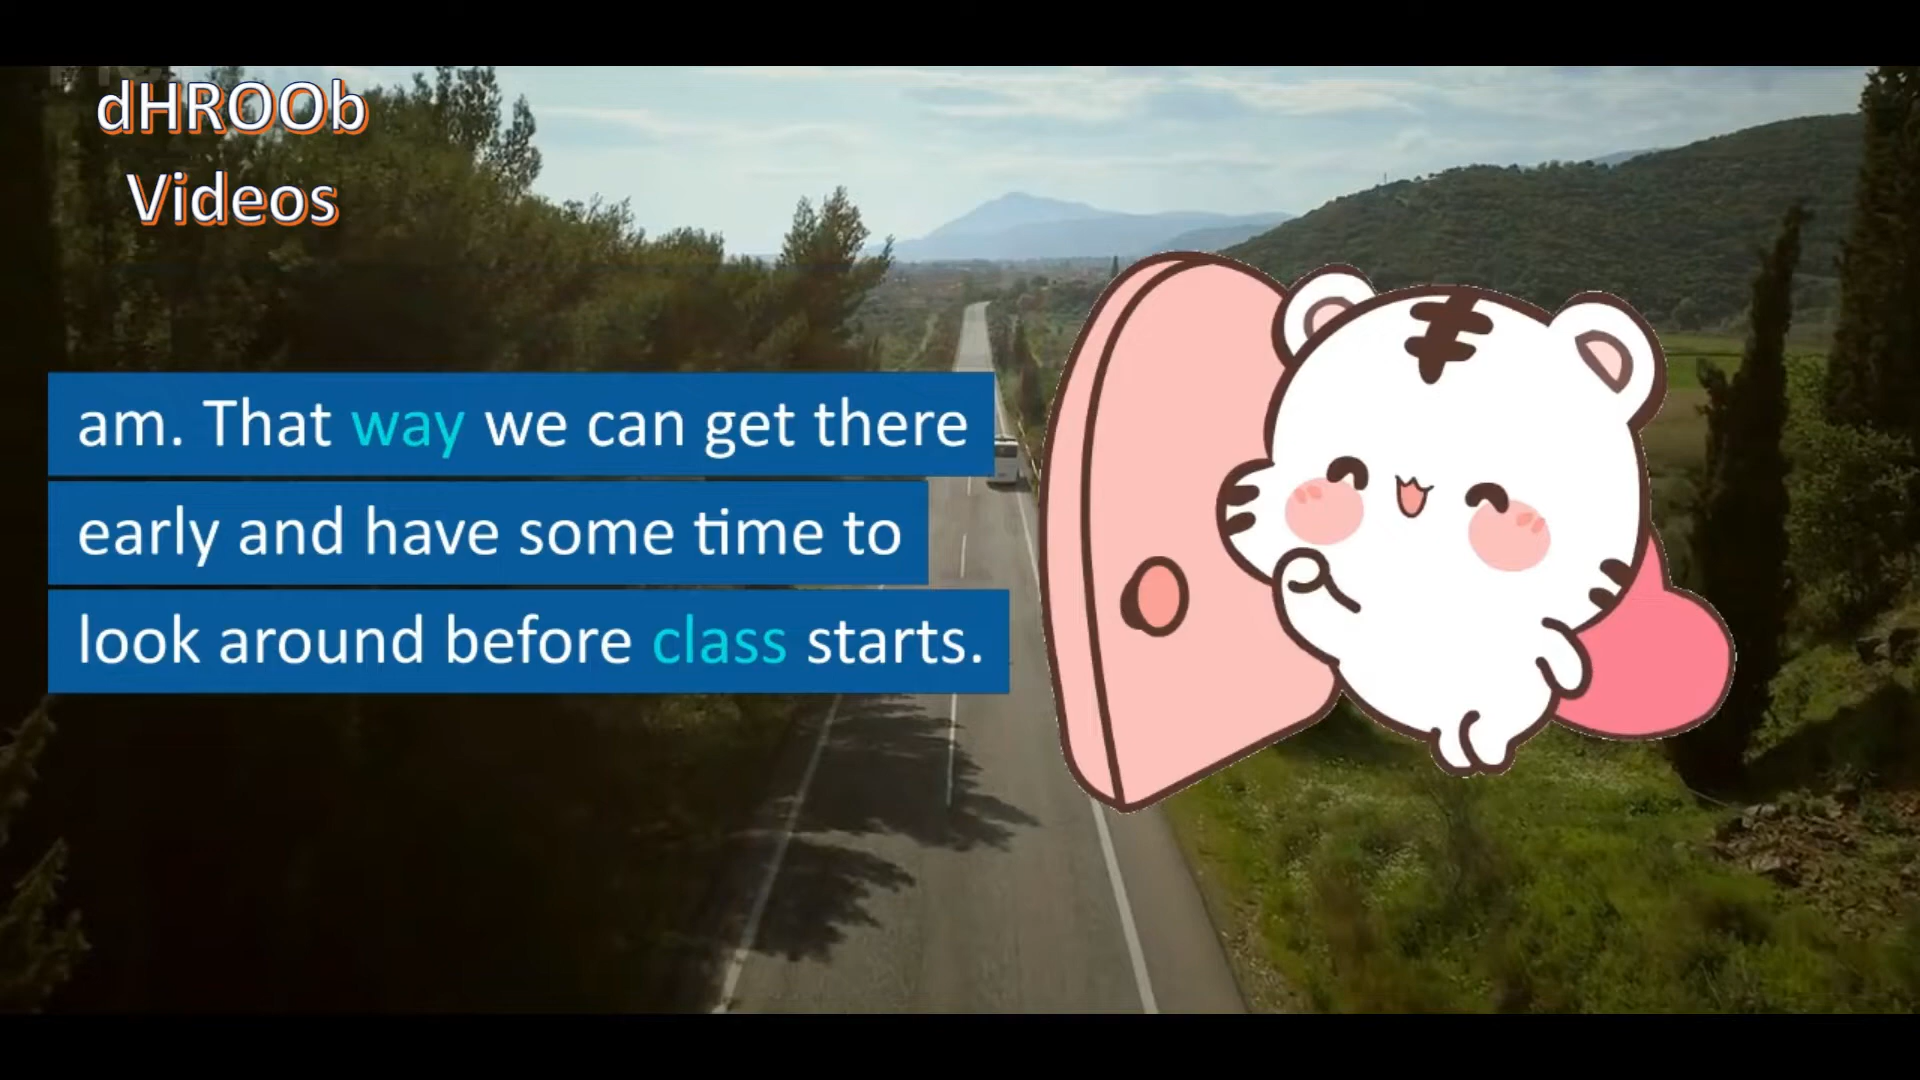 dHROOb
Videos
am. That way we can get there
early and have some time to
look around before class starts.